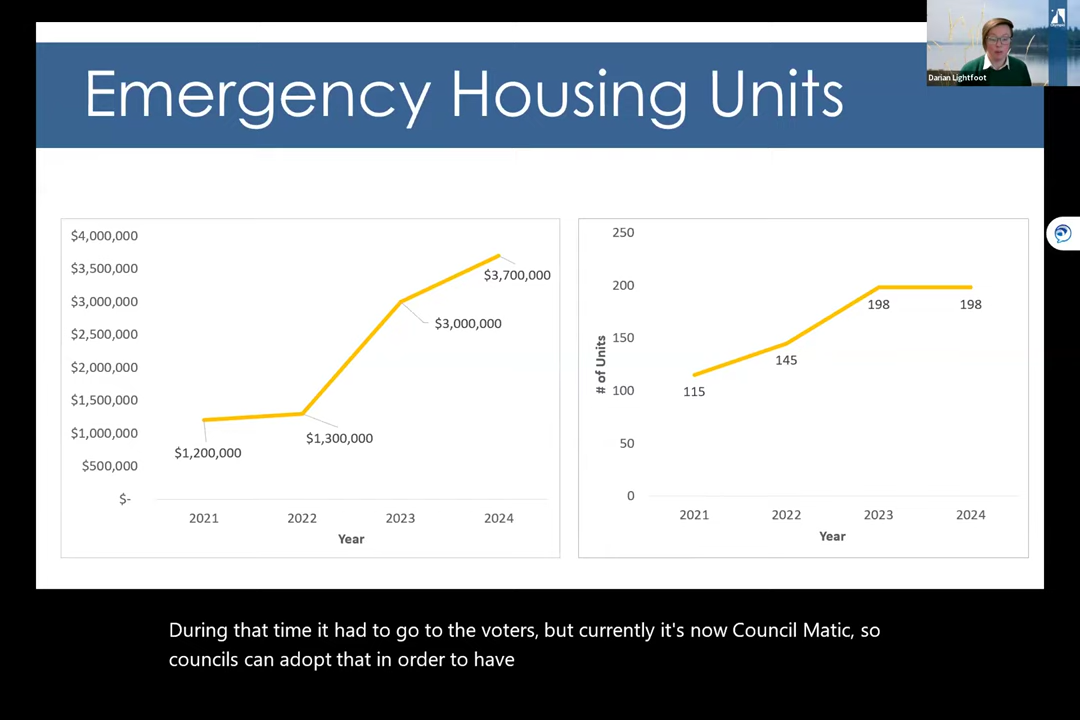 Emergency Housing Units
Darian Lightfoot
$4,000,000
$3,500,000
$3,000,000
$2,500,000
$2,000,000
$1,500,000
$1,000,000
$500,000
$-
$1,200,000
$1,300,000
$3,000,000
$3,700,000
2021 2022 2023 2024
Year
250
200
150
100
50
0
# of Units
115
145
198
198
2021 2022 2023 2024
Year
During that time it had to go to the voters, but currently it's now Council Matic, so
councils can adopt that in order to have